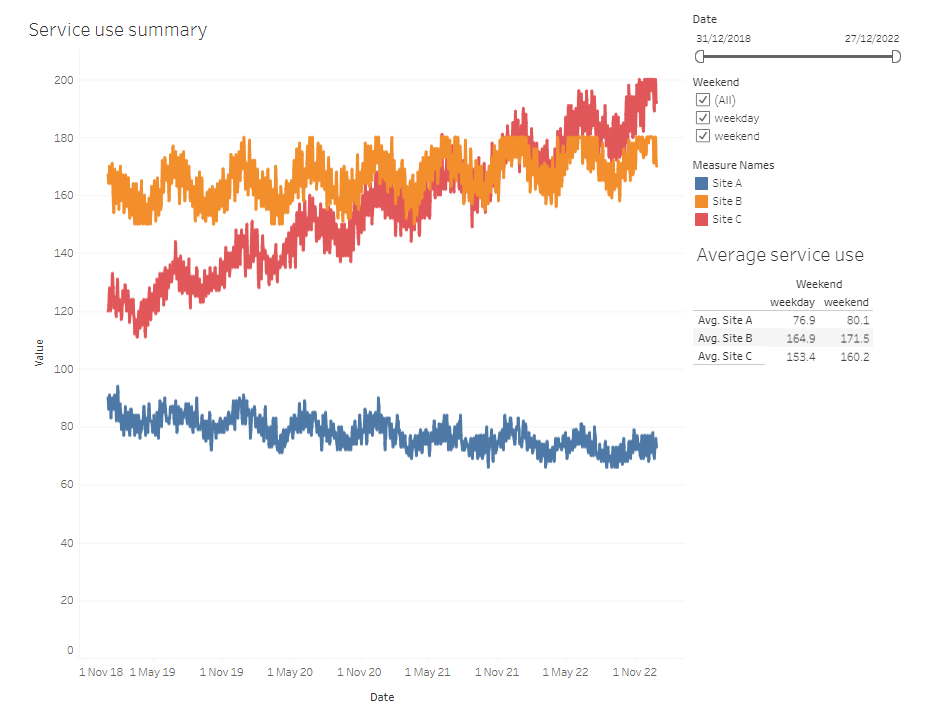 Service use summary
200
180
160
140
120
100
80
60
40
20
0
Value
1 Nov 18 1 May 19 1 Nov 19 1 May 20 1 Nov 20 1 May 21 1 Nov 21 1 May 22 1 Nov 22
Date
Date
31/12/2018 27/12/2022
Weekend
(All)
weekday
weekend
Measure Names
Site A
Site B
Site C
Average service use
Weekend
weekday weekend
Avg. Site A 76.9 80.1
Avg. Site B 164.9 171.5
Avg. Site C 153.4 160.2